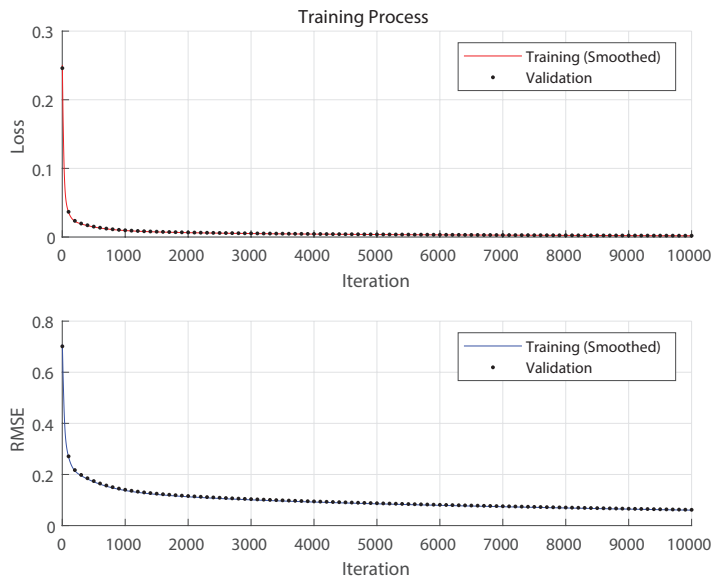 Training Process
0.3
0.2
0.1
0
Loss
Training (Smoothed)
Validation
0 1000 2000 3000 4000 5000 6000 7000 8000 9000 10000
Iteration
0.8
0.6
0.4
0.2
0
RMSE
Training (Smoothed)
Validation
0 1000 2000 3000 4000 5000 6000 7000 8000 9000 10000
Iteration